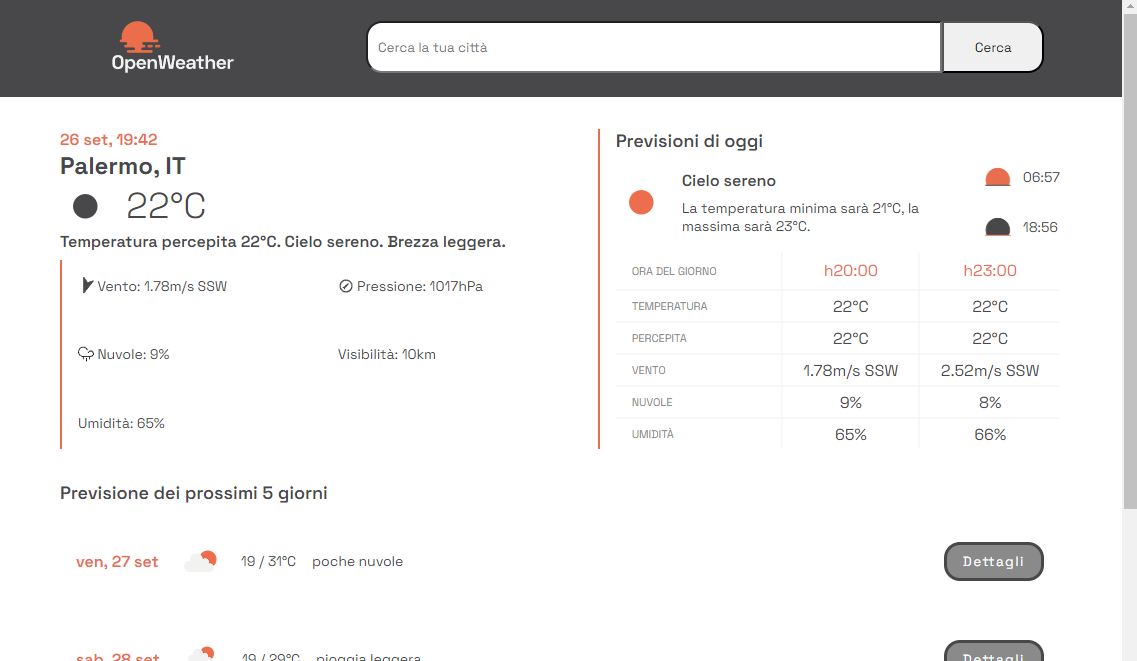 OpenWeather
Cerca la tua città
Cerca
26 set, 19:42
Palermo, IT
22°C
Temperatura percepita 22°C. Cielo sereno. Brezza leggera.
Vento: 1.78m/s SSW
Pressione: 1017hPa
Nuvole: 9%
Visibilità: 10km
Umidità: 65%
Previsioni di oggi
Cielo sereno
La temperatura minima sarà 21°C, la
massima sarà 23°C.
06:57
18:56
ORA DEL GIORNO h20:00 h23:00
TEMPERATURA 22°C 22°C
PERCEPITA 22°C 22°C
VENTO 1.78m/s SSW 2.52m/s SSW
NUVOLE 9% 8%
UMIDITÀ 65% 66%
Previsione dei prossimi 5 giorni
ven, 27 set 19 / 31°C poche nuvole Dettagli
sab, 28 set 19 / 29°C pioggia leggera Dettagli